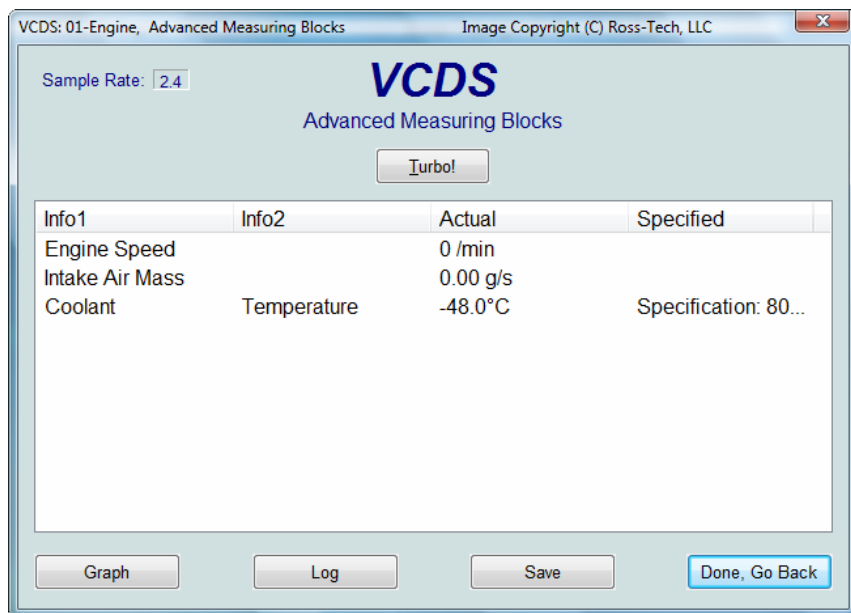 VCDS: 01-Engine,  Advanced Measuring Blocks Image Copyright (C) Ross-Tech, LLC
Sample Rate: 2.4
VCDS
Advanced Measuring Blocks
Turbo!
Info1 Info2 Actual Specified
Engine Speed 0 /min
Intake Air Mass 0.00 g/s
Coolant Temperature -48.0°C Specification: 80...
Graph Log Save Done, Go Back